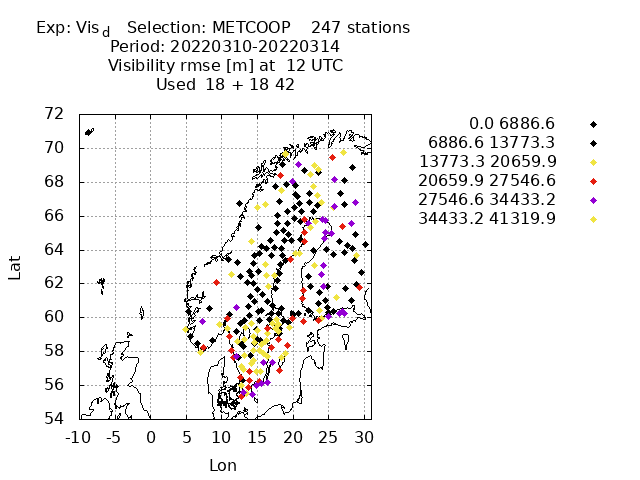 Exp: Vis d Selection: METCOOP 247 stations
Period: 20220310-20220314
Visibility rmse [m] at 12 UTC
Used 18 + 18 42
0.0 6886.6
6886.6 13773.3
13773.3 20659.9
20659.9 27546.6
27546.6 34433.2
34433.2 41319.9
72
70
68
66
64
62
60
58
56
54
Lat
-10 -5 0 5 10 15 20 25 30
Lon